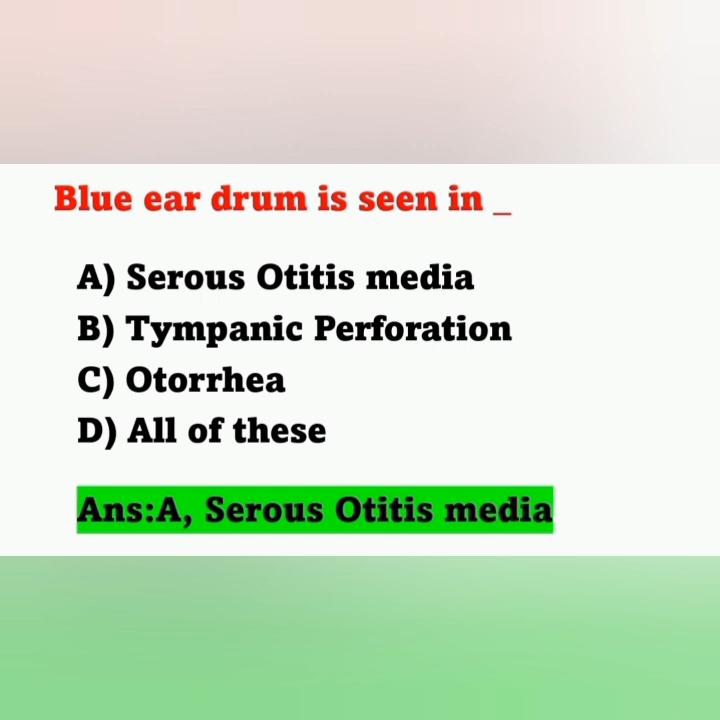 Blue ear drum is seen in _
A) Serous Otitis media
B) Tympanic Perforation
C) Otorrhea
D) All of these
Ans:A, Serous Otitis media